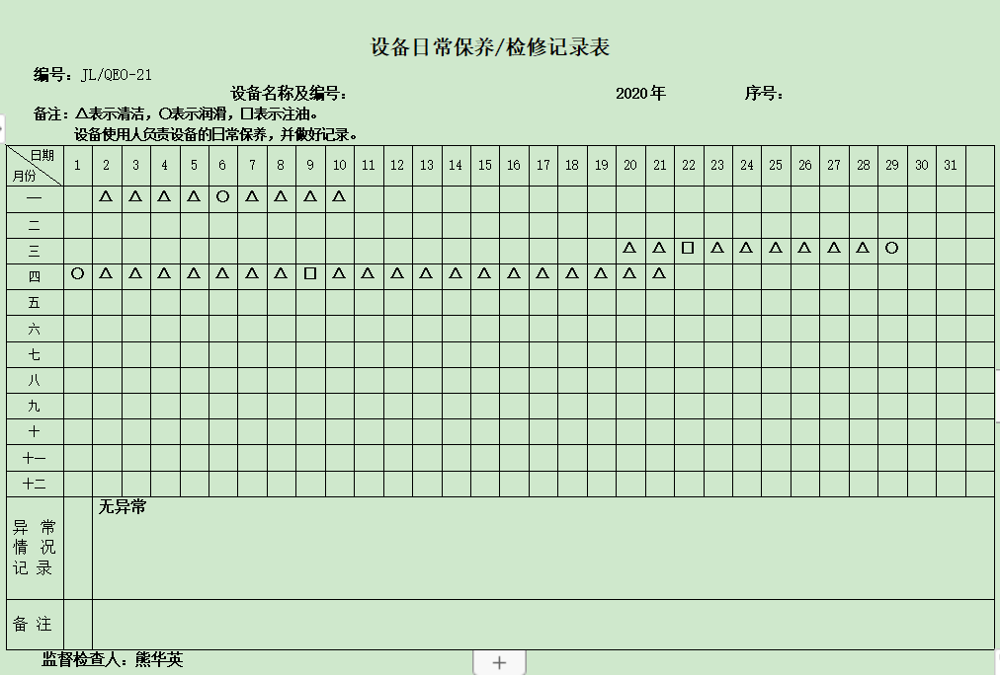 设备日常保养/检修记录表
编号：JL/QEO-21
设备名称及编号： 2020年 序号：
备注：△表示清洁，○表示润滑，□表示注油。
设备使用人负责设备的日常保养，并做好记录。
日期 1 2 3 4 5 6 7 8 9 10 11 12 13 14 15 16 17 18 19 20 21 22 23 24 25 26 27 28 29 30 31
月份
一 △ △ △ △ ○ △ △ △ △
二
三 △ △ □ △ △ △ △ △ △ ○
四 ○ △ △ △ △ △ △ △ □ △ △ △ △ △ △ △ △ △ △ △ △
五
六
七
八
九
十
十一
十二
无异常
异 常
情 况
记 录
备 注
监督检查人：熊华英